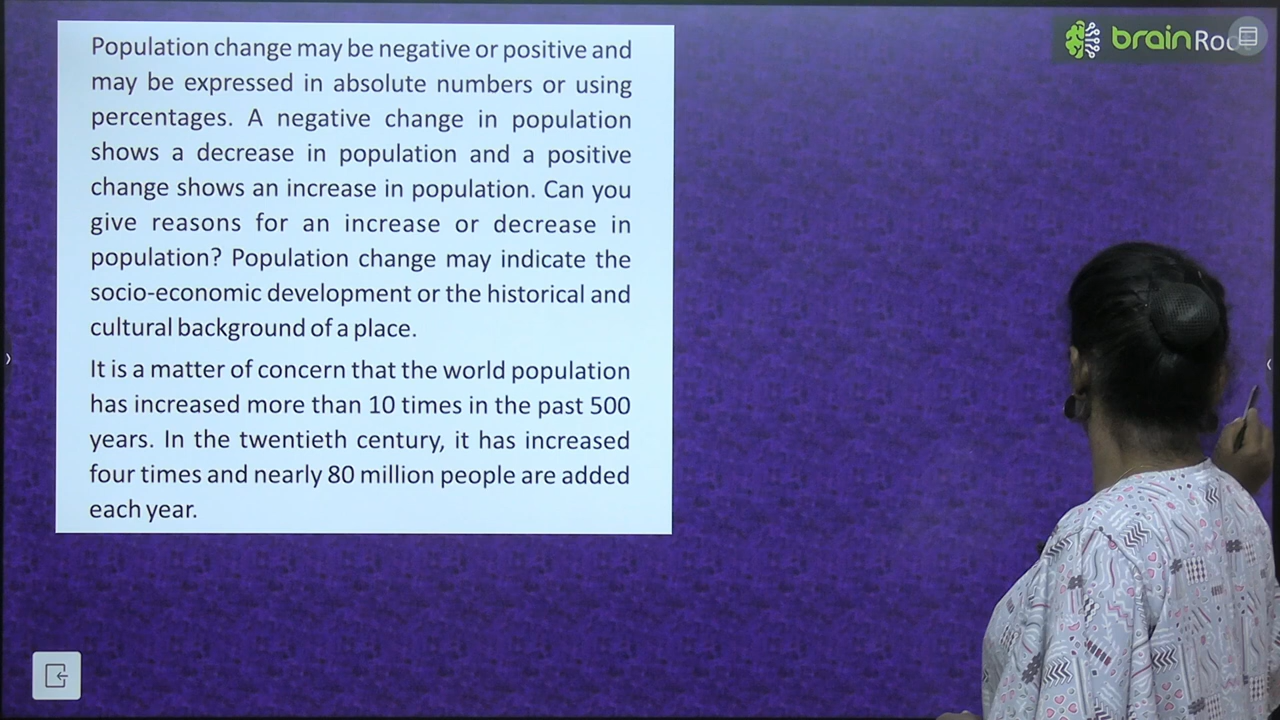 Population change may be negative or positive and
may be expressed in absolute numbers or using
percentages. A negative change in population
shows a decrease in population and a positive
change shows an increase in population. Can you
give reasons for an increase or decrease in
population? Population change may indicate the
socio-economic development or the historical and
cultural background of a place.
It is a matter of concern that the world population
has increased more than 10 times in the past 500
years. In the twentieth century, it has increased
four times and nearly 80 million people are added
each year.
brain